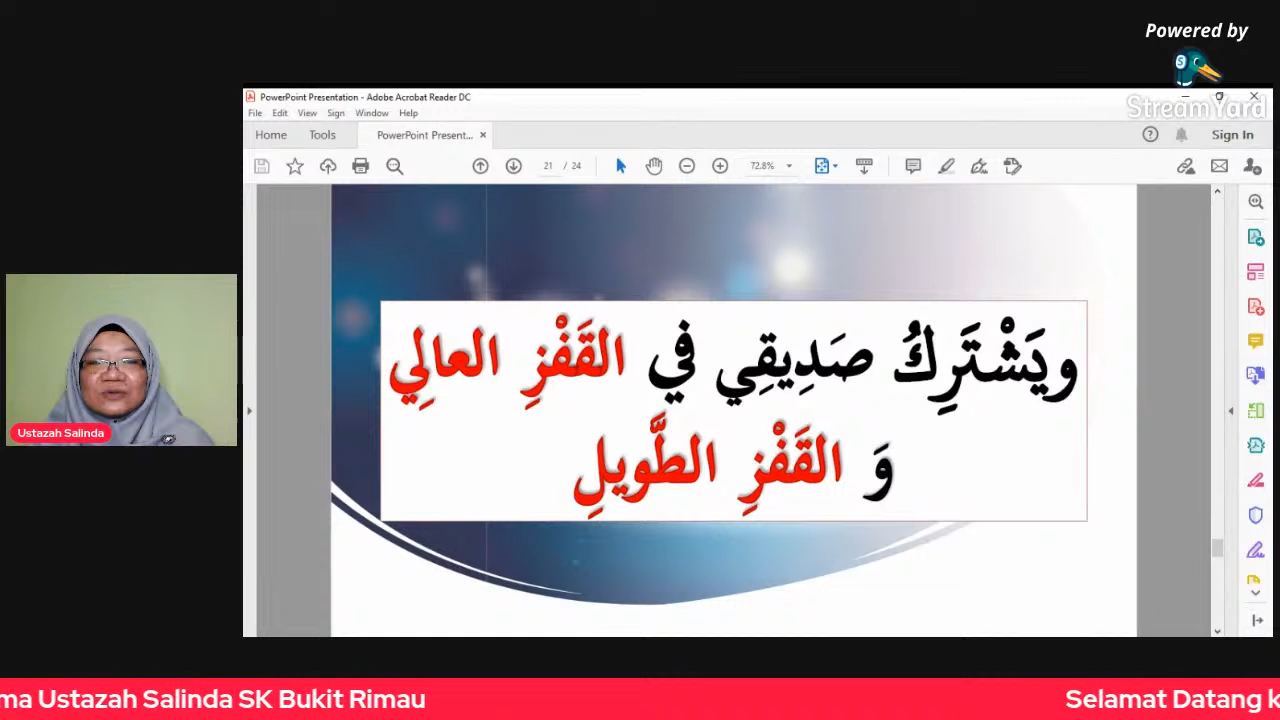 Powered by
StreamYard
PowerPoint Presentation - Adobe Acrobat Reader DC
File Edit View Sign Window Help
Home Tools PowerPoint Present... Sign In
21 / 24 72.8%
ويَشْتَرِكُ صَدِيقِي في القَفْزِ العالِي
وَ القَفْزِ الطَّويلِ
Ustazah Salinda
ma Ustazah Salinda SK Bukit Rimau Selamat Datang k